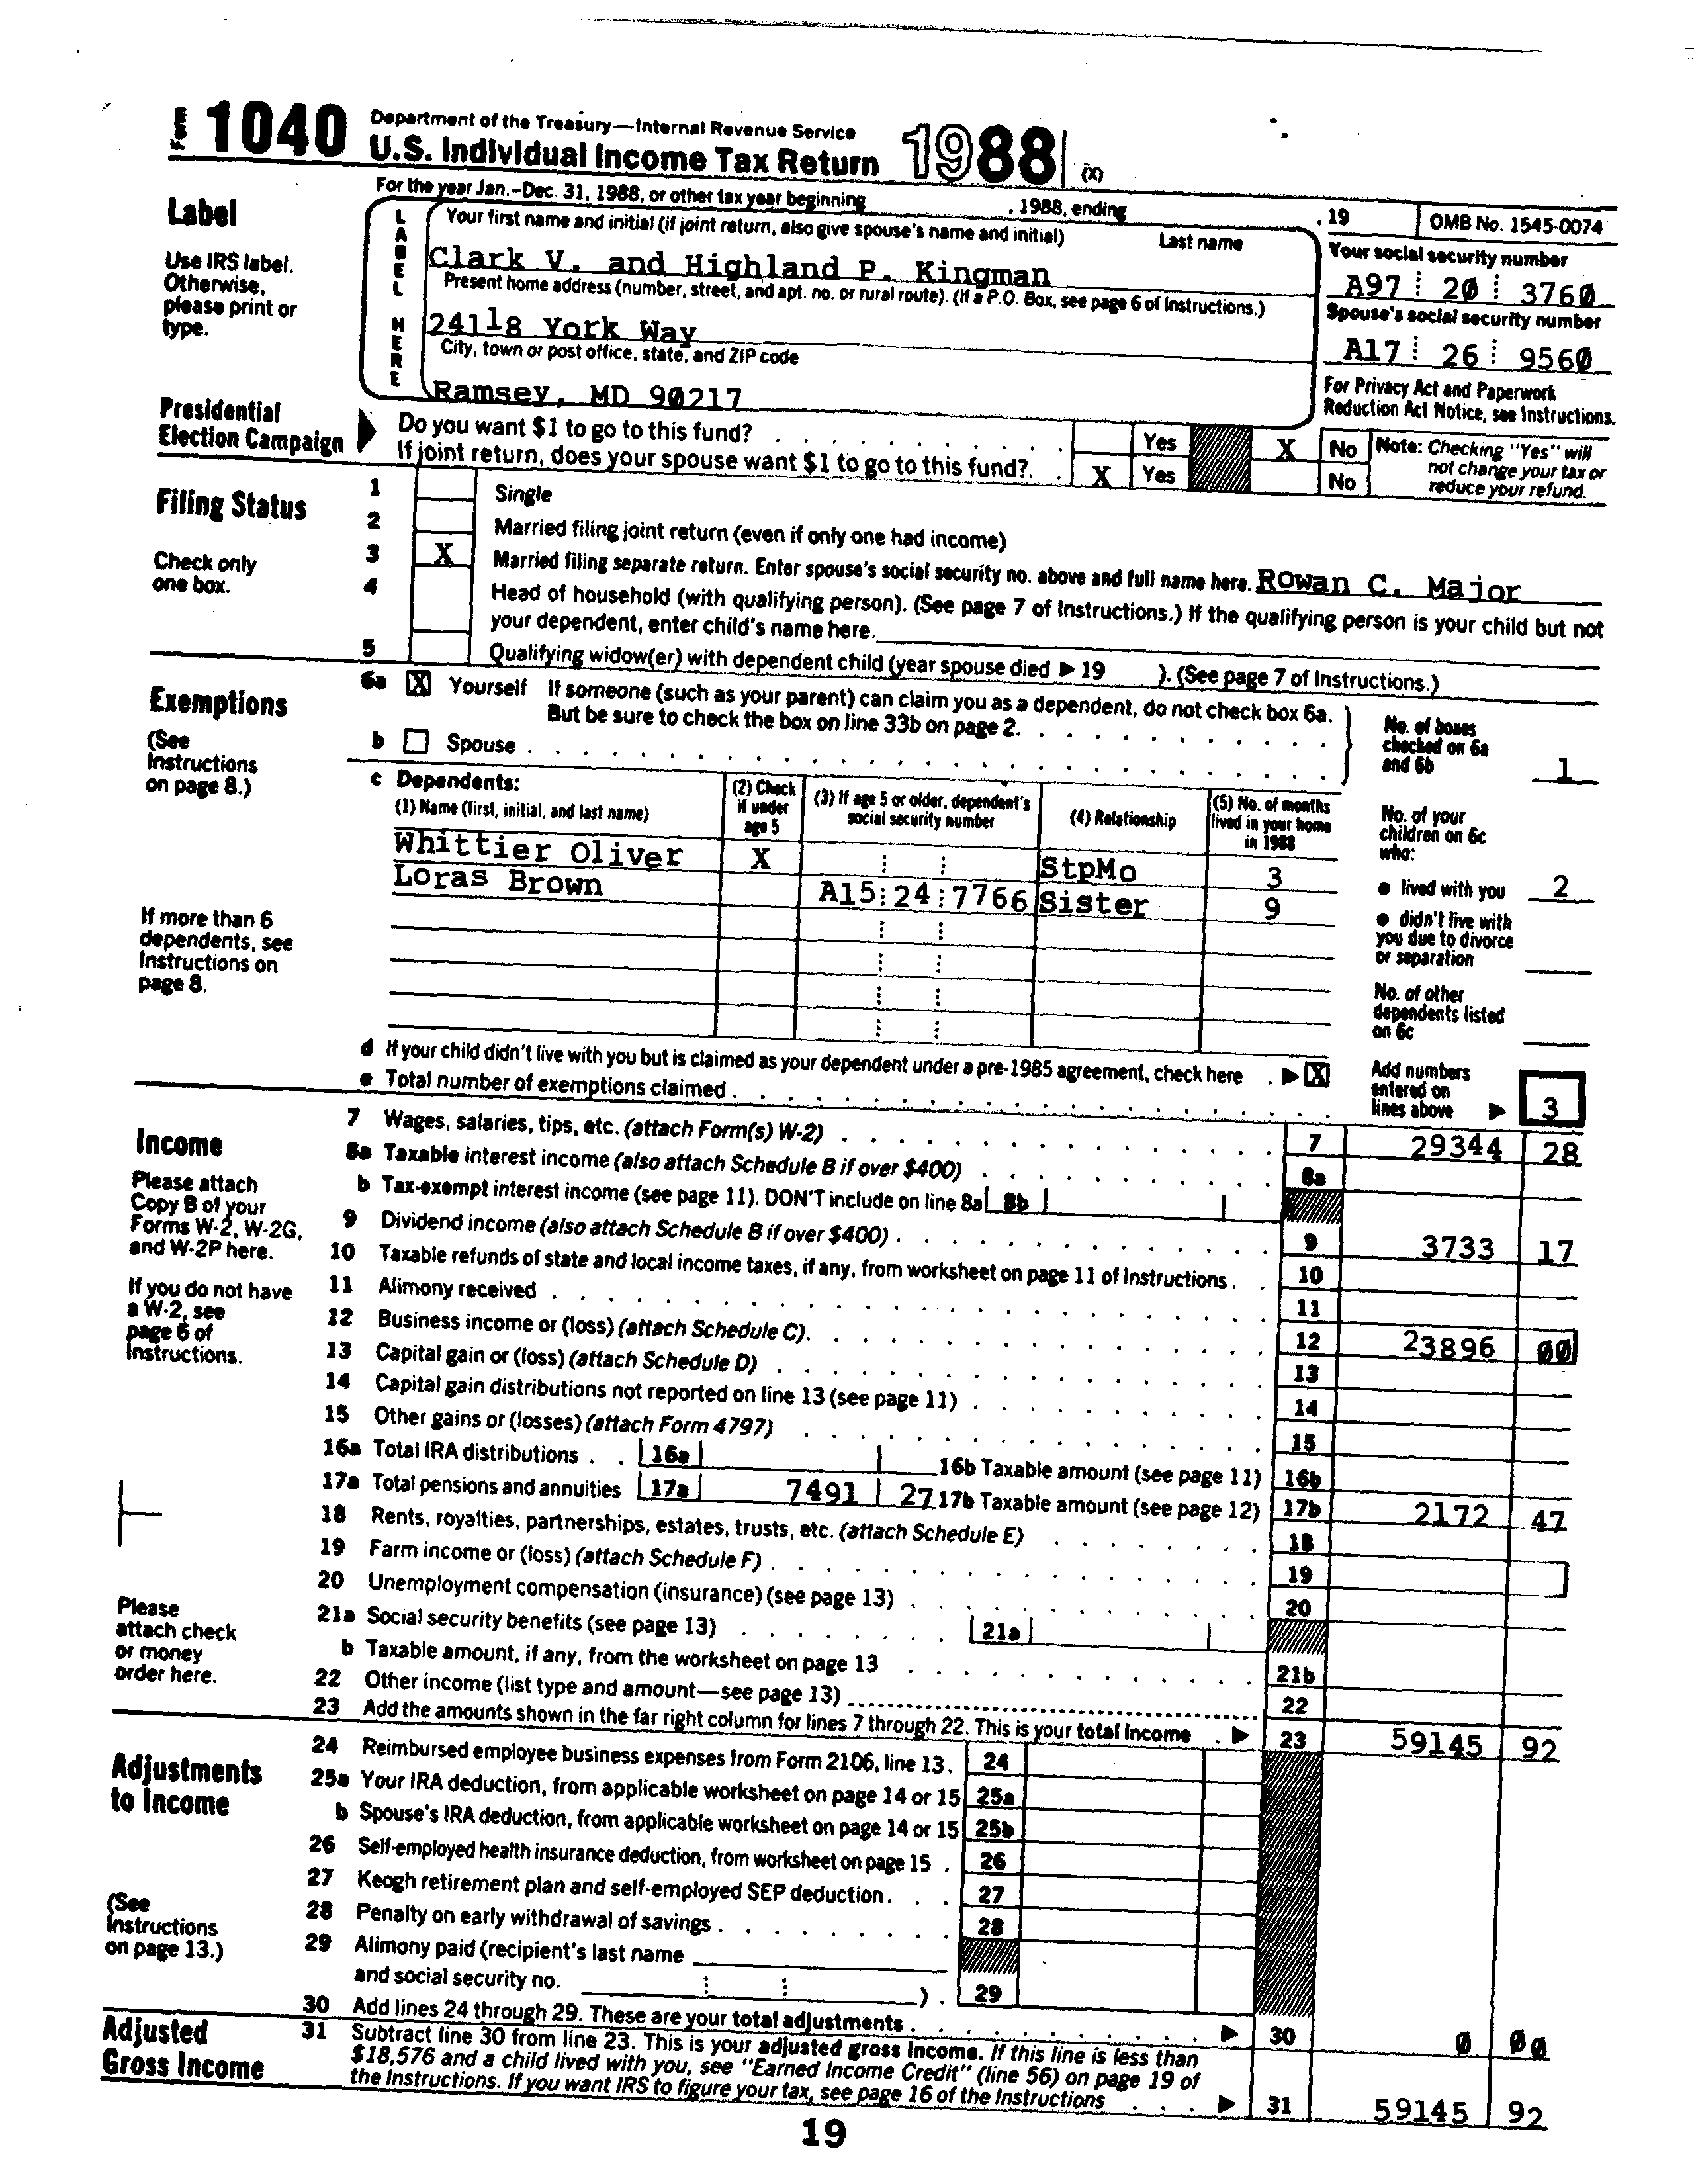 Form 1040 Department of the Treasury—Internal Revenue Service
U.S. Individual Income Tax Return 1988 (X)
For the year Jan.–Dec. 31, 1988, or other tax year beginning , 1988, ending , 19 OMB No. 1545-0074
Label
Use IRS label.
Otherwise,
please print or
type.
LABEL HERE
Your first name and initial (if joint return, also give spouse's name and initial) Last name
Clark V. and Highland P. Kingman
Present home address (number, street, and apt. no. or rural route). (If a P.O. Box, see page 6 of Instructions.)
24118 York Way
City, town or post office, state, and ZIP code
Ramsey, MD 90217
Your social security number
A97 20 3760
Spouse's social security number
A17 26 9560
For Privacy Act and Paperwork
Reduction Act Notice, see Instructions.
Presidential
Election Campaign
Do you want $1 to go to this fund? Yes X No
If joint return, does your spouse want $1 to go to this fund? X Yes No
Note: Checking "Yes" will
not change your tax or
reduce your refund.
Filing Status
Check only
one box.
1 Single
2 Married filing joint return (even if only one had income)
3 X Married filing separate return. Enter spouse's social security no. above and full name here. Rowan C. Major
4 Head of household (with qualifying person). (See page 7 of Instructions.) If the qualifying person is your child but not
your dependent, enter child's name here.
5 Qualifying widow(er) with dependent child (year spouse died ▶ 19 ). (See page 7 of Instructions.)
Exemptions
(See
Instructions
on page 8.)
6a X Yourself If someone (such as your parent) can claim you as a dependent, do not check box 6a.
But be sure to check the box on line 33b on page 2.
b Spouse
No. of boxes
checked on 6a
and 6b 1
c Dependents:
(1) Name (first, initial, and last name)
(2) Check
if under
age 5
(3) If age 5 or older, dependent's
social security number
(4) Relationship
(5) No. of months
lived in your home
in 1988
Whittier Oliver X StpMo 3
Loras Brown A15 24 7766 Sister 9
If more than 6
dependents, see
Instructions on
page 8.
No. of your
children on 6c
who:
● lived with you 2
● didn't live with
you due to divorce
or separation
No. of other
dependents listed
on 6c
d If your child didn't live with you but is claimed as your dependent under a pre-1985 agreement, check here . ▶ X
e Total number of exemptions claimed
Add numbers
entered on
lines above ▶ 3
Income
Please attach
Copy B of your
Forms W-2, W-2G,
and W-2P here.
If you do not have
a W-2, see
page 6 of
Instructions.
Please
attach check
or money
order here.
7 Wages, salaries, tips, etc. (attach Form(s) W-2) 7 29344 28
8a Taxable interest income (also attach Schedule B if over $400) 8a
b Tax-exempt interest income (see page 11). DON'T include on line 8a 8b
9 Dividend income (also attach Schedule B if over $400) 9 3733 17
10 Taxable refunds of state and local income taxes, if any, from worksheet on page 11 of Instructions 10
11 Alimony received 11
12 Business income or (loss) (attach Schedule C) 12 23896 00
13 Capital gain or (loss) (attach Schedule D) 13
14 Capital gain distributions not reported on line 13 (see page 11) 14
15 Other gains or (losses) (attach Form 4797) 15
16a Total IRA distributions 16a 16b Taxable amount (see page 11) 16b
17a Total pensions and annuities 17a 7491 27 17b Taxable amount (see page 12) 17b 2172 47
18 Rents, royalties, partnerships, estates, trusts, etc. (attach Schedule E) 18
19 Farm income or (loss) (attach Schedule F) 19
20 Unemployment compensation (insurance) (see page 13) 20
21a Social security benefits (see page 13) 21a
b Taxable amount, if any, from the worksheet on page 13 21b
22 Other income (list type and amount—see page 13) 22
23 Add the amounts shown in the far right column for lines 7 through 22. This is your total income ▶ 23 59145 92
Adjustments
to Income
(See
Instructions
on page 13.)
24 Reimbursed employee business expenses from Form 2106, line 13. 24
25a Your IRA deduction, from applicable worksheet on page 14 or 15 25a
b Spouse's IRA deduction, from applicable worksheet on page 14 or 15 25b
26 Self-employed health insurance deduction, from worksheet on page 15 26
27 Keogh retirement plan and self-employed SEP deduction 27
28 Penalty on early withdrawal of savings 28
29 Alimony paid (recipient's last name
and social security no. ) 29
30 Add lines 24 through 29. These are your total adjustments ▶ 30 0 00
Adjusted
Gross Income
31 Subtract line 30 from line 23. This is your adjusted gross income. If this line is less than
$18,576 and a child lived with you, see "Earned Income Credit" (line 56) on page 19 of
the Instructions. If you want IRS to figure your tax, see page 16 of the Instructions ▶ 31 59145 92
19